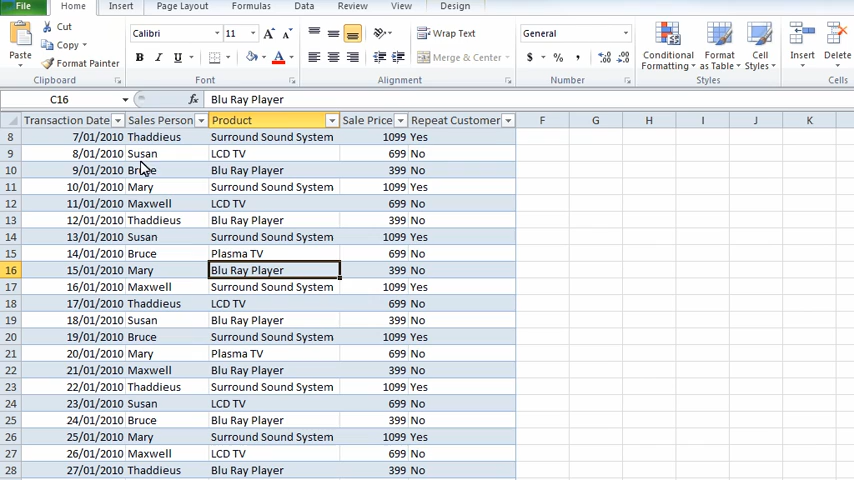 File Home Insert Page Layout Formulas Data Review View Design
Cut Calibri 11 A A Wrap Text General
Copy
Paste Format Painter B I U A Merge & Center $ % , Conditional Formatting Format as Table Cell Styles Insert Delete
Clipboard Font Alignment Number Styles Cells
C16 fx Blu Ray Player
Transaction Date Sales Person Product Sale Price Repeat Customer F G H I J K
8 7/01/2010 Thaddieus Surround Sound System 1099 Yes
9 8/01/2010 Susan LCD TV 699 No
10 9/01/2010 Bruce Blu Ray Player 399 No
11 10/01/2010 Mary Surround Sound System 1099 Yes
12 11/01/2010 Maxwell LCD TV 699 No
13 12/01/2010 Thaddieus Blu Ray Player 399 No
14 13/01/2010 Susan Surround Sound System 1099 Yes
15 14/01/2010 Bruce Plasma TV 699 No
16 15/01/2010 Mary Blu Ray Player 399 No
17 16/01/2010 Maxwell Surround Sound System 1099 Yes
18 17/01/2010 Thaddieus LCD TV 699 No
19 18/01/2010 Susan Blu Ray Player 399 No
20 19/01/2010 Bruce Surround Sound System 1099 Yes
21 20/01/2010 Mary Plasma TV 699 No
22 21/01/2010 Maxwell Blu Ray Player 399 No
23 22/01/2010 Thaddieus Surround Sound System 1099 Yes
24 23/01/2010 Susan LCD TV 699 No
25 24/01/2010 Bruce Blu Ray Player 399 No
26 25/01/2010 Mary Surround Sound System 1099 Yes
27 26/01/2010 Maxwell LCD TV 699 No
28 27/01/2010 Thaddieus Blu Ray Player 399 No